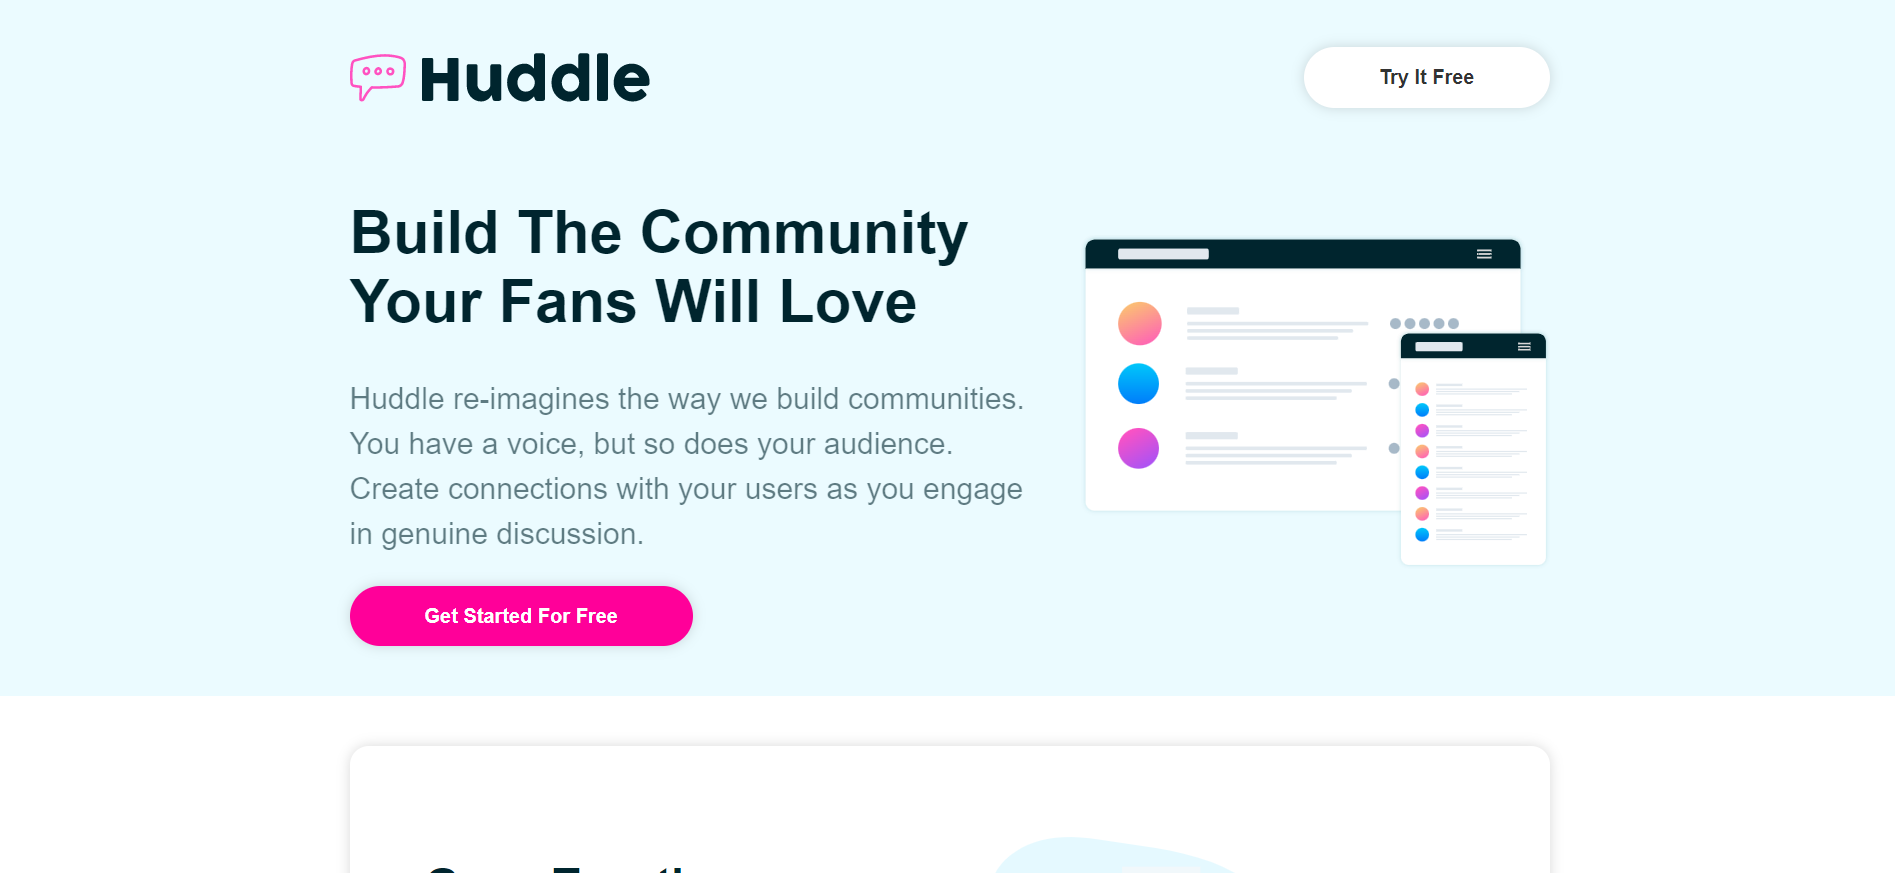 Huddle
Try It Free
Build The Community
Your Fans Will Love
Huddle re-imagines the way we build communities.
You have a voice, but so does your audience.
Create connections with your users as you engage
in genuine discussion.
Get Started For Free